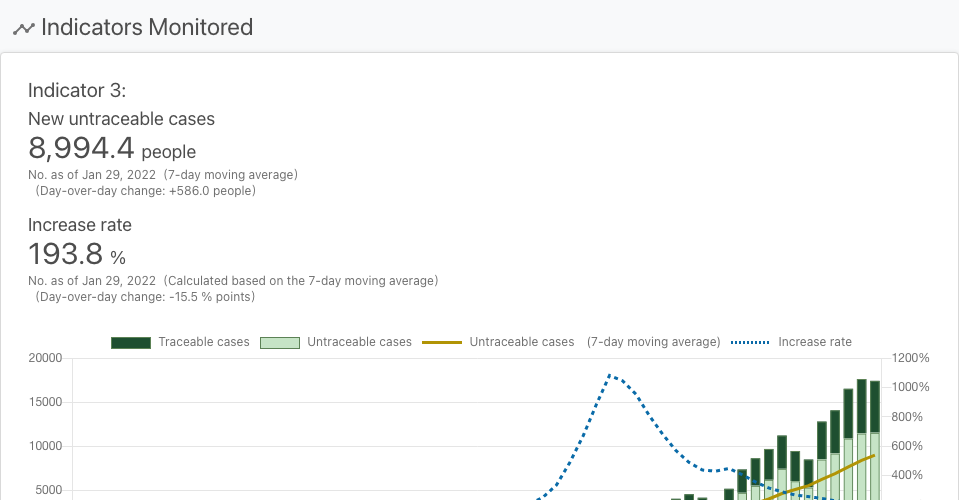 Indicators Monitored
Indicator 3:
New untraceable cases
8,994.4 people
No. as of Jan 29, 2022 (7-day moving average)
(Day-over-day change: +586.0 people)
Increase rate
193.8 %
No. as of Jan 29, 2022 (Calculated based on the 7-day moving average)
(Day-over-day change: -15.5 % points)
Traceable cases Untraceable cases Untraceable cases (7-day moving average) Increase rate
20000 1200%
15000 1000%
10000 800%
5000 600%
400%